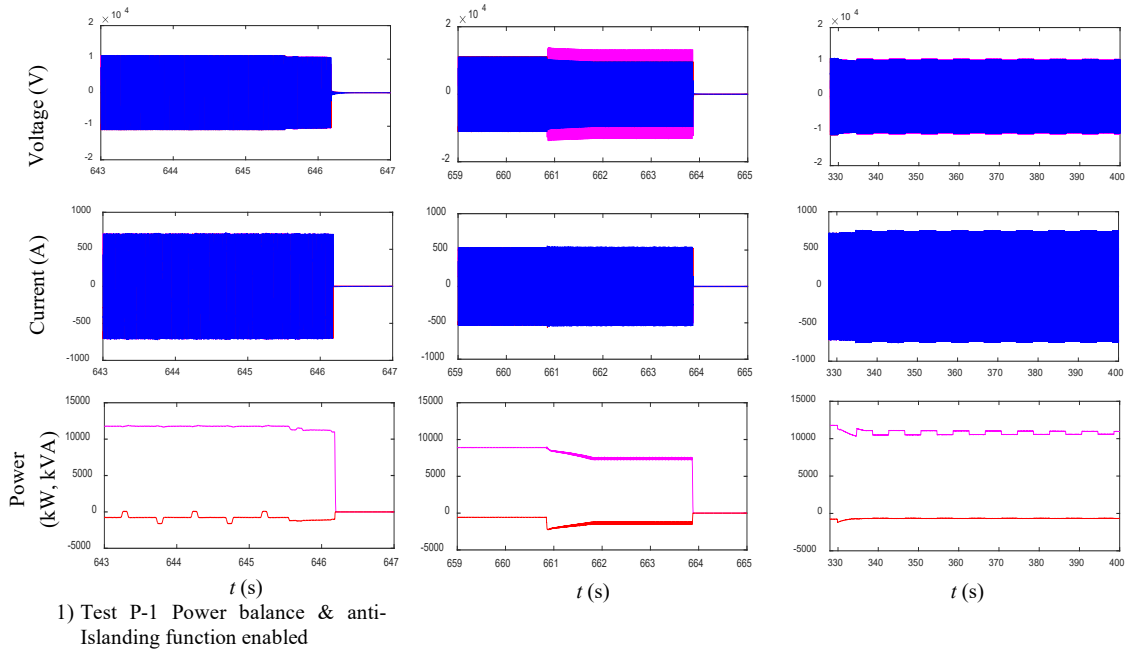 × 10 4
× 10 4
× 10 4
Voltage (V)
2
1
0
-1
-2
643 644 645 646 647
2
1
0
-1
-2
659 660 661 662 663 664 665
2
1
0
-1
-2
330 340 350 360 370 380 390 400
Current (A)
1000
500
0
-500
-1000
643 644 645 646 647
1000
500
0
-500
-1000
659 660 661 662 663 664 665
1000
500
0
-500
-1000
330 340 350 360 370 380 390 400
Power
(kW, kVA)
15000
10000
5000
0
-5000
643 644 645 646 647
15000
10000
5000
0
-5000
659 660 661 662 663 664 665
15000
10000
5000
0
-5000
330 340 350 360 370 380 390 400
t (s)
t (s)
t (s)
1) Test P-1 Power balance & anti-
Islanding function enabled